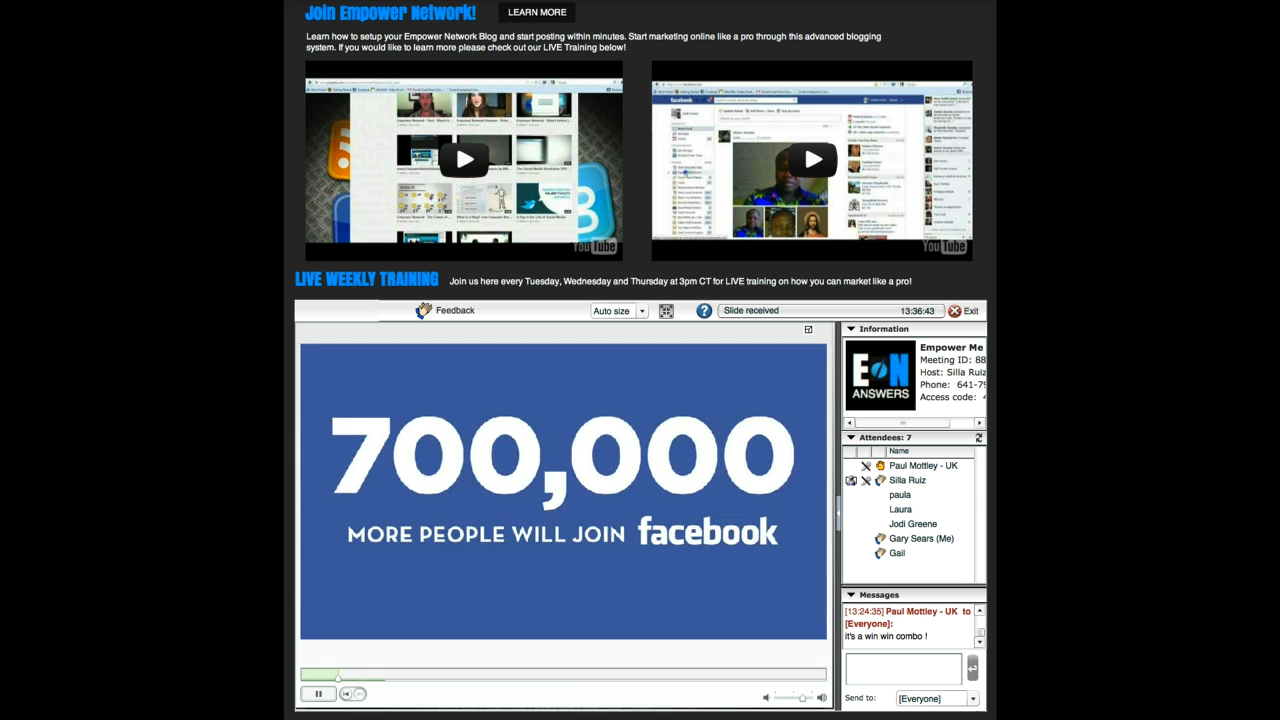 Join Empower Network!
LEARN MORE
Learn how to setup your Empower Network Blog and start posting within minutes. Start marketing online like a pro through this advanced blogging
system. If you would like to learn more please check out our LIVE Training below!
facebook
YouTube
YouTube
LIVE WEEKLY TRAINING
Join us here every Tuesday, Wednesday and Thursday at 3pm CT for LIVE training on how you can market like a pro!
Feedback
Auto size
?
Slide received
13:36:43
Exit
Information
EN
ANSWERS
Empower Me
Meeting ID: 88
Host: Silla Ruiz
Phone: 641-79
Access code:
Attendees: 7
Name
Paul Mottley - UK
Silla Ruiz
paula
Laura
Jodi Greene
Gary Sears (Me)
Gail
700,000
MORE PEOPLE WILL JOIN facebook
Messages
[13:24:35] Paul Mottley - UK to
[Everyone]:
it's a win win combo !
Send to:
[Everyone]